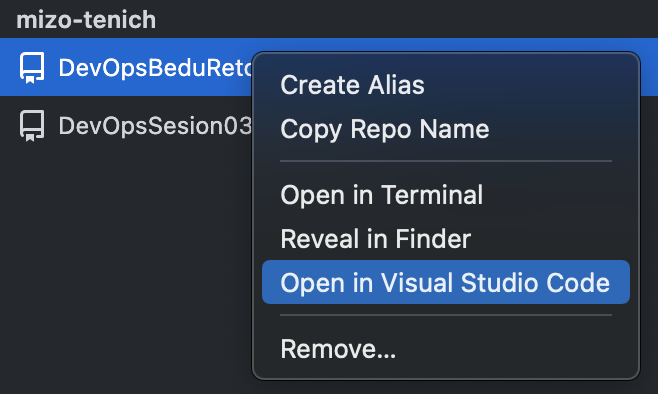 mizo-tenich
DevOpsBeduReto
Create Alias
Copy Repo Name
DevOpsSesion03
Open in Terminal
Reveal in Finder
Open in Visual Studio Code
Remove...